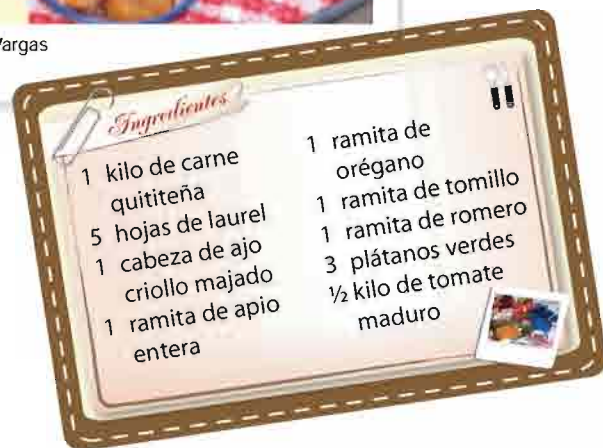 Vargas
Ingredientes
1 kilo de carne
quititeña
5 hojas de laurel
1 cabeza de ajo
criollo majado
1 ramita de apio
entera
1 ramita de
orégano
1 ramita de tomillo
1 ramita de romero
3 plátanos verdes
½ kilo de tomate
maduro